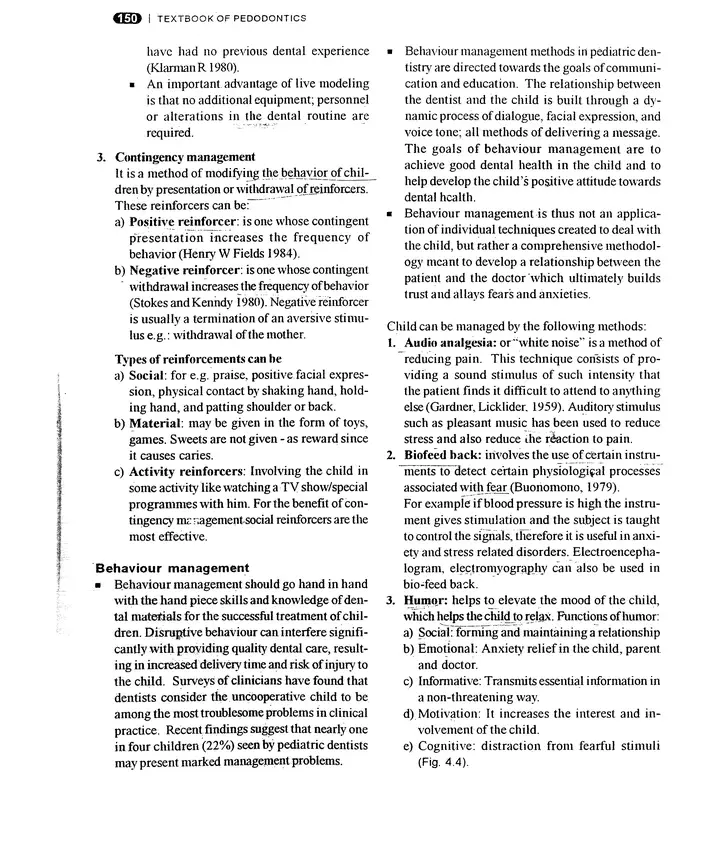 150 | TEXTBOOK OF PEDODONTICS
have had no previous dental experience
(Klarman R 1980).
▪ An important advantage of live modeling
is that no additional equipment; personnel
or alterations in the dental routine are
required.
3. Contingency management
It is a method of modifying the behavior of chil-
dren by presentation or withdrawal of reinforcers.
These reinforcers can be:
a) Positive reinforcer: is one whose contingent
presentation increases the frequency of
behavior (Henry W Fields 1984).
b) Negative reinforcer: is one whose contingent
withdrawal increases the frequency of behavior
(Stokes and Kenndy 1980). Negative reinforcer
is usually a termination of an aversive stimu-
lus e.g.: withdrawal of the mother.
Types of reinforcements can be
a) Social: for e.g. praise, positive facial expres-
sion, physical contact by shaking hand, hold-
ing hand, and patting shoulder or back.
b) Material: may be given in the form of toys,
games. Sweets are not given - as reward since
it causes caries.
c) Activity reinforcers: Involving the child in
some activity like watching a TV show/special
programmes with him. For the benefit of con-
tingency management social reinforcers are the
most effective.
Behaviour management
▪ Behaviour management should go hand in hand
with the hand piece skills and knowledge of den-
tal materials for the successful treatment of chil-
dren. Disruptive behaviour can interfere signifi-
cantly with providing quality dental care, result-
ing in increased delivery time and risk of injury to
the child. Surveys of clinicians have found that
dentists consider the uncooperative child to be
among the most troublesome problems in clinical
practice. Recent findings suggest that nearly one
in four children (22%) seen by pediatric dentists
may present marked management problems.
▪ Behaviour management methods in pediatric den-
tistry are directed towards the goals of communi-
cation and education. The relationship between
the dentist and the child is built through a dy-
namic process of dialogue, facial expression, and
voice tone; all methods of delivering a message.
The goals of behaviour management are to
achieve good dental health in the child and to
help develop the child's positive attitude towards
dental health.
▪ Behaviour management is thus not an applica-
tion of individual techniques created to deal with
the child, but rather a comprehensive methodol-
ogy meant to develop a relationship between the
patient and the doctor which ultimately builds
trust and allays fears and anxieties.
Child can be managed by the following methods:
1. Audio analgesia: or "white noise" is a method of
reducing pain. This technique consists of pro-
viding a sound stimulus of such intensity that
the patient finds it difficult to attend to anything
else (Gardner, Licklider, 1959). Auditory stimulus
such as pleasant music has been used to reduce
stress and also reduce the reaction to pain.
2. Biofeed back: involves the use of certain instru-
ments to detect certain physiological processes
associated with fear (Buonomono, 1979).
For example if blood pressure is high the instru-
ment gives stimulation and the subject is taught
to control the signals, therefore it is useful in anxi-
ety and stress related disorders. Electroencepha-
logram, electromyography can also be used in
bio-feed back.
3. Humor: helps to elevate the mood of the child,
which helps the child to relax. Functions of humor:
a) Social: forming and maintaining a relationship
b) Emotional: Anxiety relief in the child, parent
and doctor.
c) Informative: Transmits essential information in
a non-threatening way.
d) Motivation: It increases the interest and in-
volvement of the child.
e) Cognitive: distraction from fearful stimuli
(Fig. 4.4).